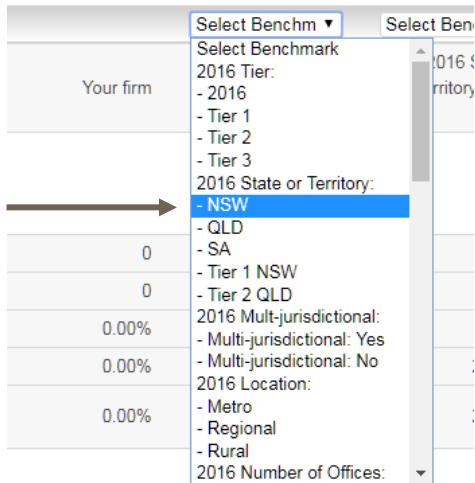 Select Benchm
Select Ben
Select Benchmark
2016 Tier:
- 2016
- Tier 1
- Tier 2
- Tier 3
2016 State or Territory:
- NSW
- QLD
- SA
- Tier 1 NSW
- Tier 2 QLD
2016 Mult-jurisdictional:
- Multi-jurisdictional: Yes
- Multi-jurisdictional: No
2016 Location:
- Metro
- Regional
- Rural
2016 Number of Offices:
Your firm
0
0
0.00%
0.00%
0.00%
2016